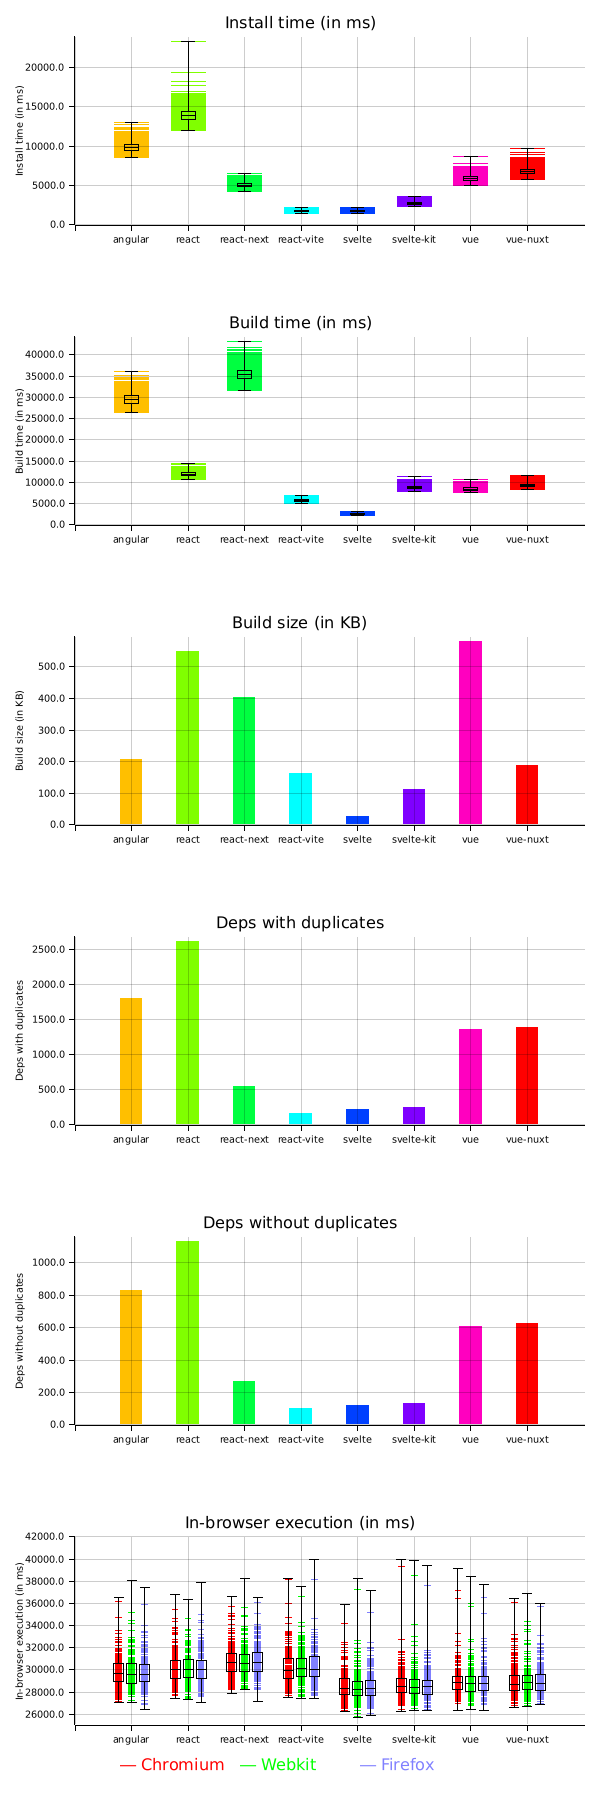 Install time (in ms)
Install time (in ms)
20000.0
15000.0
10000.0
5000.0
0.0
angular react react-next react-vite svelte svelte-kit vue vue-nuxt
Build time (in ms)
Build time (in ms)
40000.0
35000.0
30000.0
25000.0
20000.0
15000.0
10000.0
5000.0
0.0
angular react react-next react-vite svelte svelte-kit vue vue-nuxt
Build size (in KB)
Build size (in KB)
500.0
400.0
300.0
200.0
100.0
0.0
angular react react-next react-vite svelte svelte-kit vue vue-nuxt
Deps with duplicates
Deps with duplicates
2500.0
2000.0
1500.0
1000.0
500.0
0.0
angular react react-next react-vite svelte svelte-kit vue vue-nuxt
Deps without duplicates
Deps without duplicates
1000.0
800.0
600.0
400.0
200.0
0.0
angular react react-next react-vite svelte svelte-kit vue vue-nuxt
In-browser execution (in ms)
In-browser execution (in ms)
42000.0
40000.0
38000.0
36000.0
34000.0
32000.0
30000.0
28000.0
26000.0
angular react react-next react-vite svelte svelte-kit vue vue-nuxt
— Chromium — Webkit — Firefox